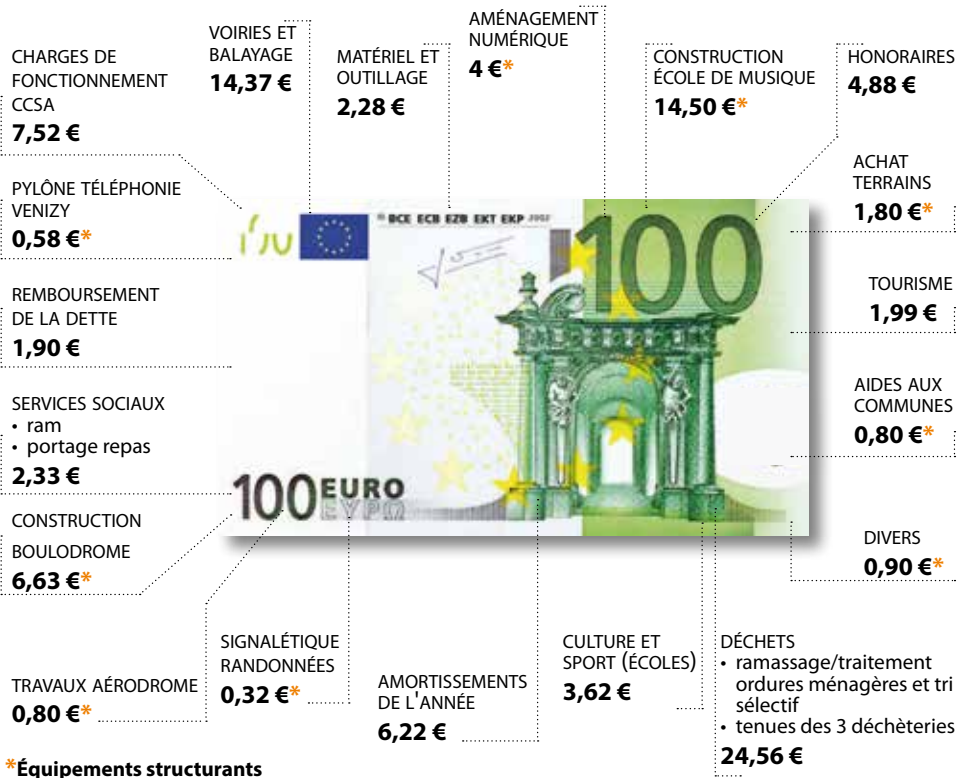 CHARGES DE
FONCTIONNEMENT
CCSA
7,52 €
VOIRIES ET
BALAYAGE
14,37 €
MATÉRIEL ET
OUTILLAGE
2,28 €
AMÉNAGEMENT
NUMÉRIQUE
4 €*
CONSTRUCTION
ÉCOLE DE MUSIQUE
14,50 €*
HONORAIRES
4,88 €
PYLÔNE TÉLÉPHONIE
VENIZY
0,58 €*
ACHAT
TERRAINS
1,80 €*
REMBOURSEMENT
DE LA DETTE
1,90 €
TOURISME
1,99 €
SERVICES SOCIAUX
• ram
• portage repas
2,33 €
AIDES AUX
COMMUNES
0,80 €*
CONSTRUCTION
BOULODROME
6,63 €*
DIVERS
0,90 €*
© BCE ECB EZB EKT EKP 2002
100
100 EURO
ΕΥΡΩ
TRAVAUX AÉRODROME
0,80 €*
SIGNALÉTIQUE
RANDONNÉES
0,32 €*
AMORTISSEMENTS
DE L'ANNÉE
6,22 €
CULTURE ET
SPORT (ÉCOLES)
3,62 €
DÉCHETS
• ramassage/traitement
ordures ménagères et tri
sélectif
• tenues des 3 déchèteries
24,56 €
*Équipements structurants